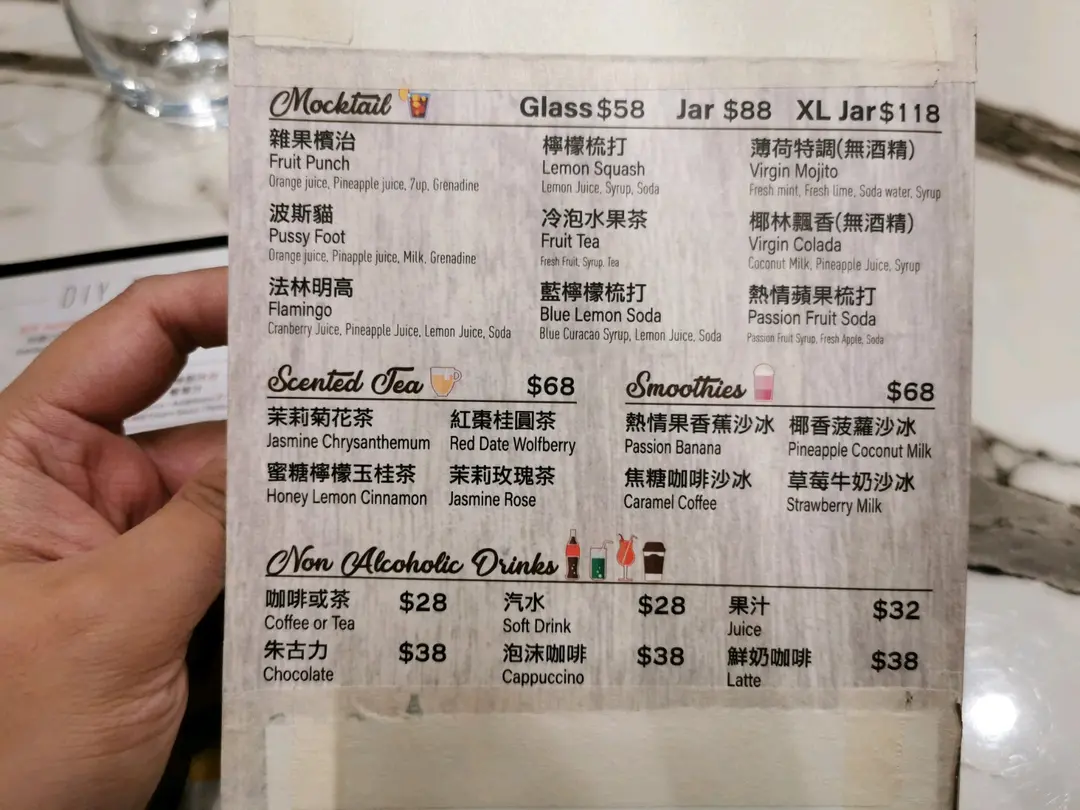 Mocktail Glass $58 Jar $88 XL Jar $118
雜果檳治
Fruit Punch
Orange juice, Pineapple juice, 7up, Grenadine
檸檬梳打
Lemon Squash
Lemon Juice, Syrup, Soda
薄荷特調(無酒精)
Virgin Mojito
Fresh mint, Fresh lime, Soda water, Syrup
波斯貓
Pussy Foot
Orange juice, Pinapple juice, Milk, Grenadine
冷泡水果茶
Fruit Tea
Fresh Fruit, Syrup, Tea
椰林飄香(無酒精)
Virgin Colada
Coconut Milk, Pineapple Juice, Syrup
法林明高
Flamingo
Cranberry Juice, Pineapple Juice, Lemon Juice, Soda
藍檸檬梳打
Blue Lemon Soda
Blue Curacao Syrup, Lemon Juice, Soda
熱情蘋果梳打
Passion Fruit Soda
Passion Fruit Syrup, Fresh Apple, Soda
Scented Tea $68
茉莉菊花茶
Jasmine Chrysanthemum
紅棗桂圓茶
Red Date Wolfberry
蜜糖檸檬玉桂茶
Honey Lemon Cinnamon
茉莉玫瑰茶
Jasmine Rose
Smoothies $68
熱情果香蕉沙冰
Passion Banana
椰香菠蘿沙冰
Pineapple Coconut Milk
焦糖咖啡沙冰
Caramel Coffee
草莓牛奶沙冰
Strawberry Milk
Non Alcoholic Drinks
咖啡或茶 $28
Coffee or Tea
汽水 $28
Soft Drink
果汁 $32
Juice
朱古力 $38
Chocolate
泡沫咖啡 $38
Cappuccino
鮮奶咖啡 $38
Latte
DIY